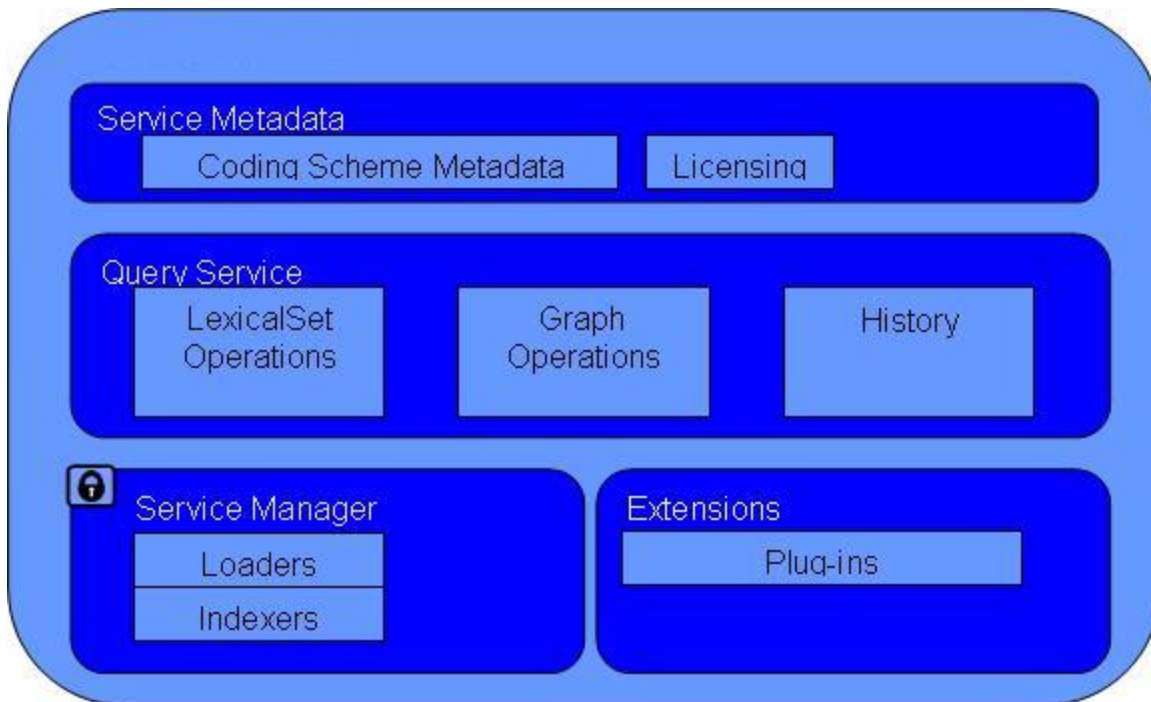 Service Metadata
Coding Scheme Metadata
Licensing
Query Service
LexicalSet
Operations
Graph
Operations
History
Service Manager
Loaders
Indexers
Extensions
Plug-ins